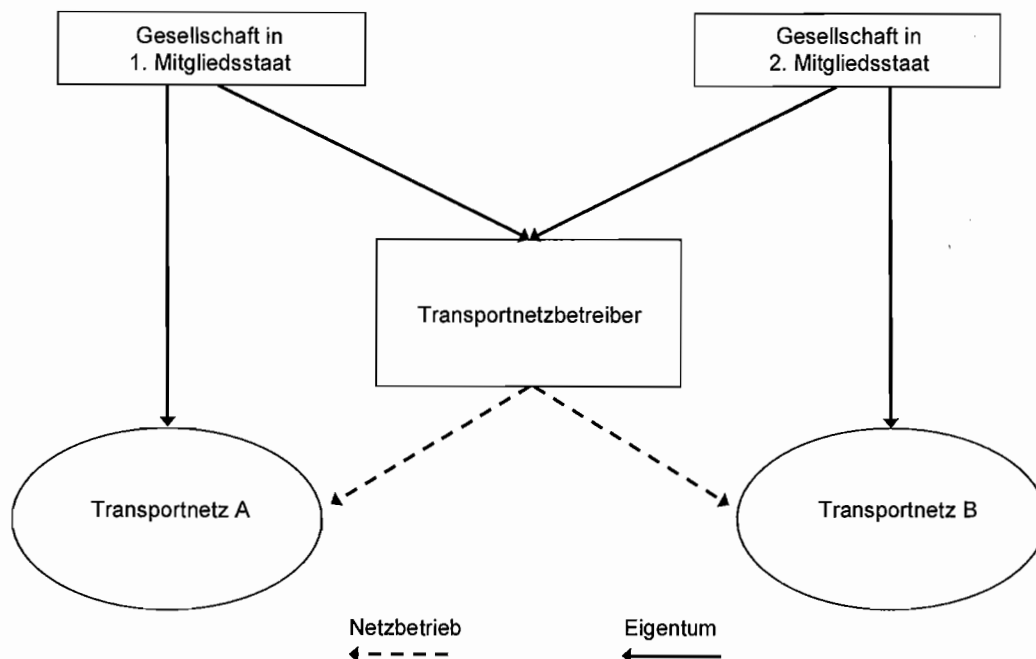 Gesellschaft in
1. Mitgliedsstaat
Gesellschaft in
2. Mitgliedsstaat
Transportnetzbetreiber
Transportnetz A
Transportnetz B
Netzbetrieb
Eigentum